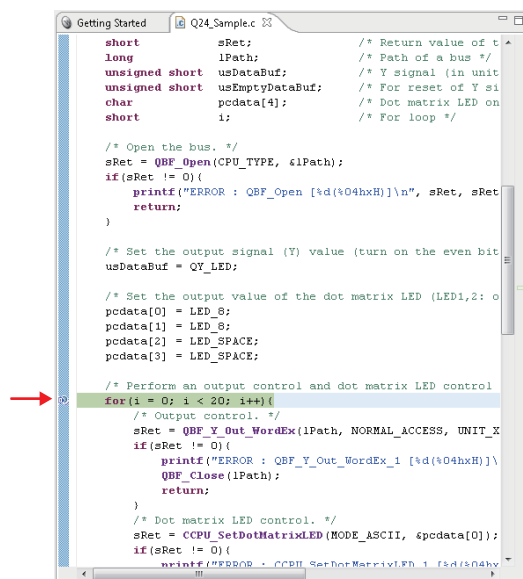 Getting Started
Q24_Sample.c
short sRet; /* Return value of t
long lPath; /* Path of a bus */
unsigned short usDataBuf; /* Y signal (in unit
unsigned short usEmptyDataBuf; /* For reset of Y si
char pcdata[4]; /* Dot matrix LED on
short i; /* For loop */
/* Open the bus. */
sRet = QBF_Open(CPU_TYPE, &lPath);
if(sRet != 0){
printf("ERROR : QBF_Open [%d(%04hxH)]\n", sRet, sRet
return;
}
/* Set the output signal (Y) value (turn on the even bit
usDataBuf = QY_LED;
/* Set the output value of the dot matrix LED (LED1,2: o
pcdata[0] = LED_8;
pcdata[1] = LED_8;
pcdata[2] = LED_SPACE;
pcdata[3] = LED_SPACE;
/* Perform an output control and dot matrix LED control
for(i = 0; i < 20; i++){
/* Output control. */
sRet = QBF_Y_Out_WordEx(lPath, NORMAL_ACCESS, UNIT_X
if(sRet != 0){
printf("ERROR : QBF_Y_Out_WordEx_1 [%d(%04hxH)]\
QBF_Close(lPath);
return;
}
/* Dot matrix LED control. */
sRet = CCPU_SetDotMatrixLED(MODE_ASCII, &pcdata[0]);
if(sRet != 0){
printf("ERROR : CCPU_SetDotMatrixLED_1 [%d(%04hx